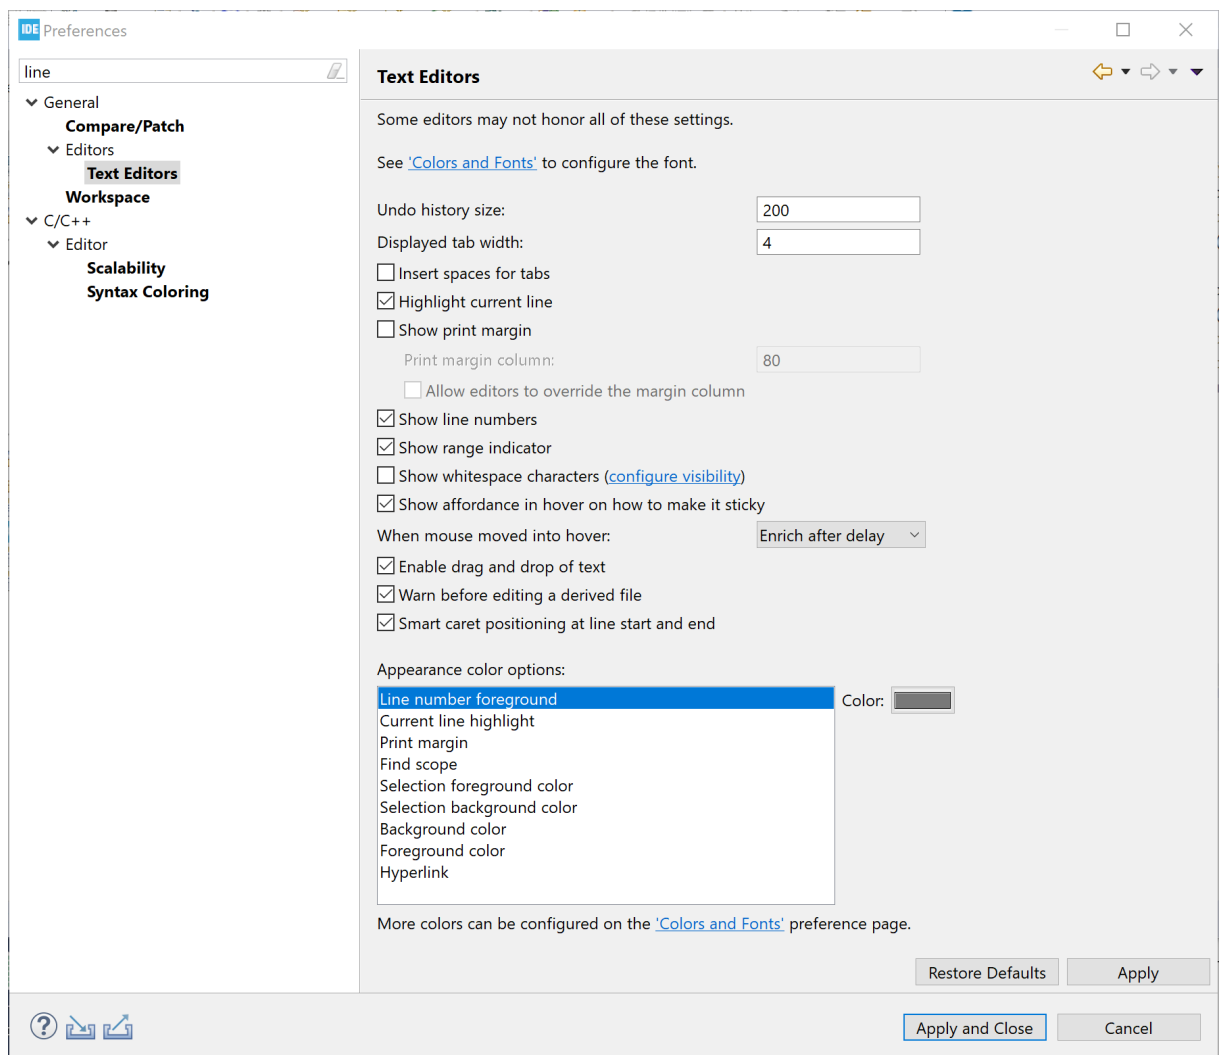 IDE Preferences
line
General
Compare/Patch
Editors
Text Editors
Workspace
C/C++
Editor
Scalability
Syntax Coloring
Text Editors
Some editors may not honor all of these settings.
See 'Colors and Fonts' to configure the font.
Undo history size: 200
Displayed tab width: 4
Insert spaces for tabs
Highlight current line
Show print margin
Print margin column: 80
Allow editors to override the margin column
Show line numbers
Show range indicator
Show whitespace characters (configure visibility)
Show affordance in hover on how to make it sticky
When mouse moved into hover: Enrich after delay
Enable drag and drop of text
Warn before editing a derived file
Smart caret positioning at line start and end
Appearance color options:
Line number foreground
Color:
Current line highlight
Print margin
Find scope
Selection foreground color
Selection background color
Background color
Foreground color
Hyperlink
More colors can be configured on the 'Colors and Fonts' preference page.
Restore Defaults Apply
? Apply and Close Cancel